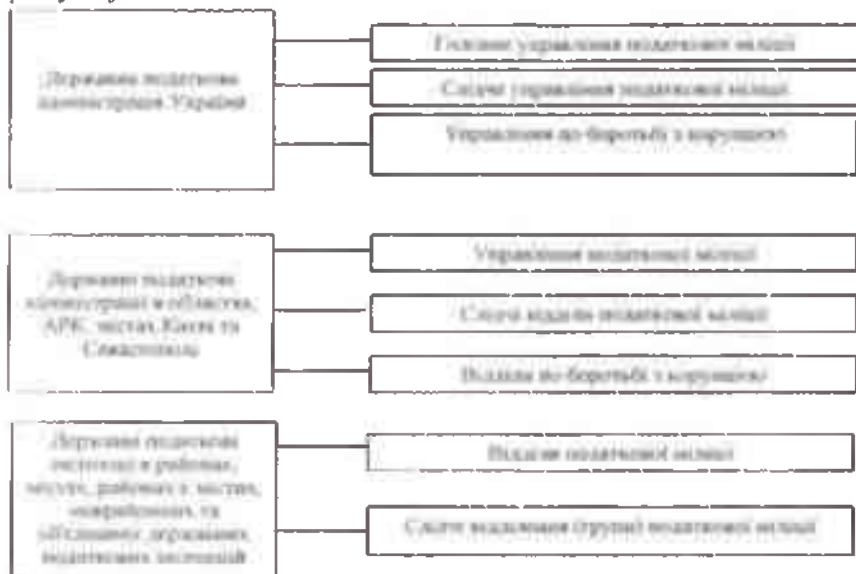 Державна податкова
адміністрація України
Головне управління податкової міліції
Слідче управління податкової міліції
Управління по боротьбі з корупцією
Державні податкові
адміністрації в областях,
АРК, містах Києві та
Севастополі
Управління податкової міліції
Слідчі відділи податкової міліції
Відділи по боротьбі з корупцією
Державні податкові
інспекції в районах,
містах, районах у містах,
міжрайонних та
об'єднаних державних
податкових інспекцій
Відділи податкової міліції
Слідчі відділення (групи) податкової міліції